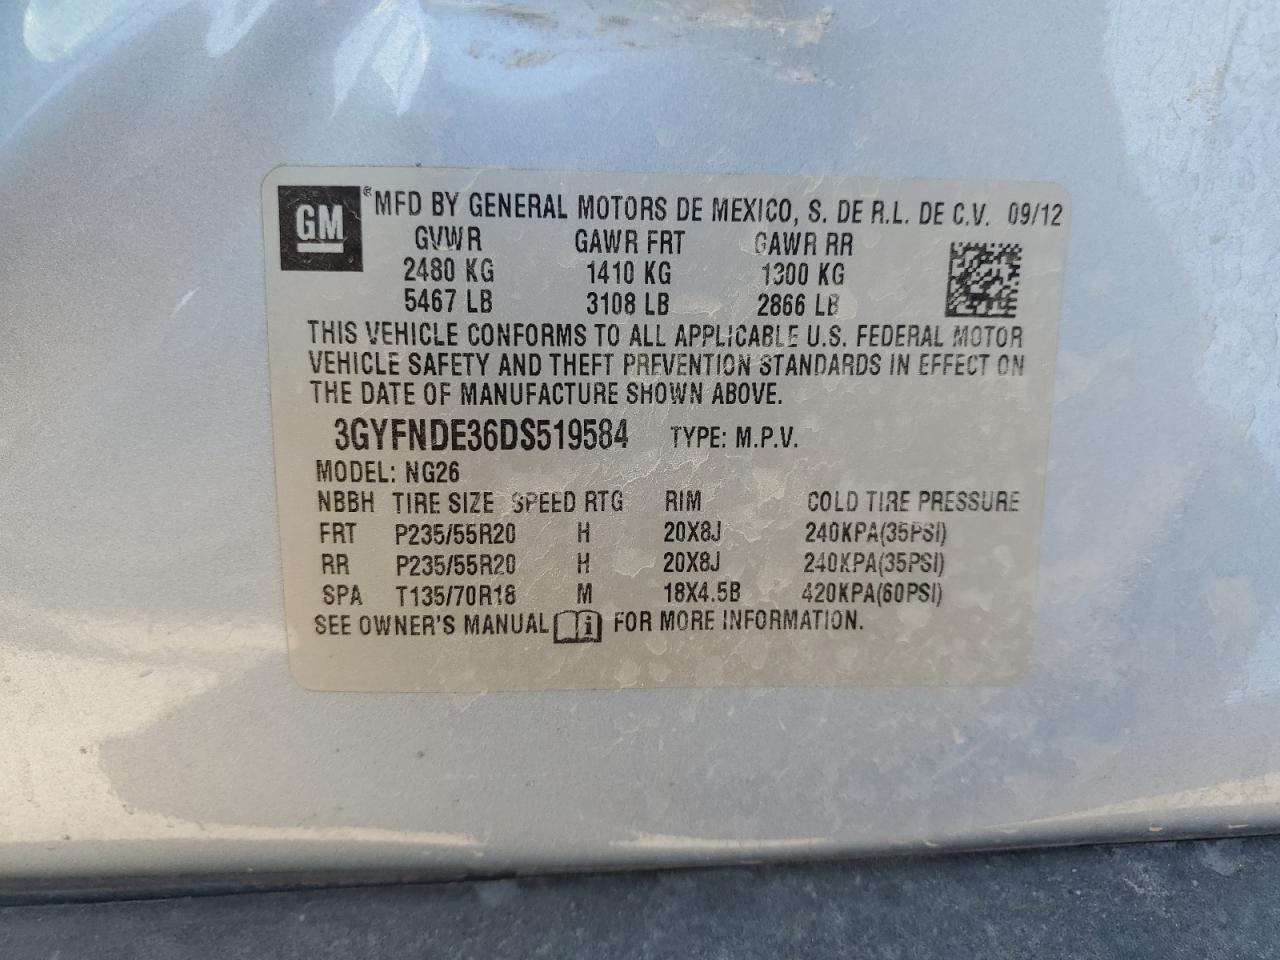 GM ® MFD BY GENERAL MOTORS DE MEXICO, S. DE R.L. DE C.V. 09/12
GVWR GAWR FRT GAWR RR
2480 KG 1410 KG 1300 KG
5467 LB 3108 LB 2866 LB
THIS VEHICLE CONFORMS TO ALL APPLICABLE U.S. FEDERAL MOTOR
VEHICLE SAFETY AND THEFT PREVENTION STANDARDS IN EFFECT ON
THE DATE OF MANUFACTURE SHOWN ABOVE.
3GYFNDE36DS519584 TYPE: M.P.V.
MODEL: NG26
NBBH TIRE SIZE SPEED RTG RIM COLD TIRE PRESSURE
FRT P235/55R20 H 20X8J 240KPA(35PSI)
RR P235/55R20 H 20X8J 240KPA(35PSI)
SPA T135/70R18 M 18X4.5B 420KPA(60PSI)
SEE OWNER'S MANUAL i FOR MORE INFORMATION.